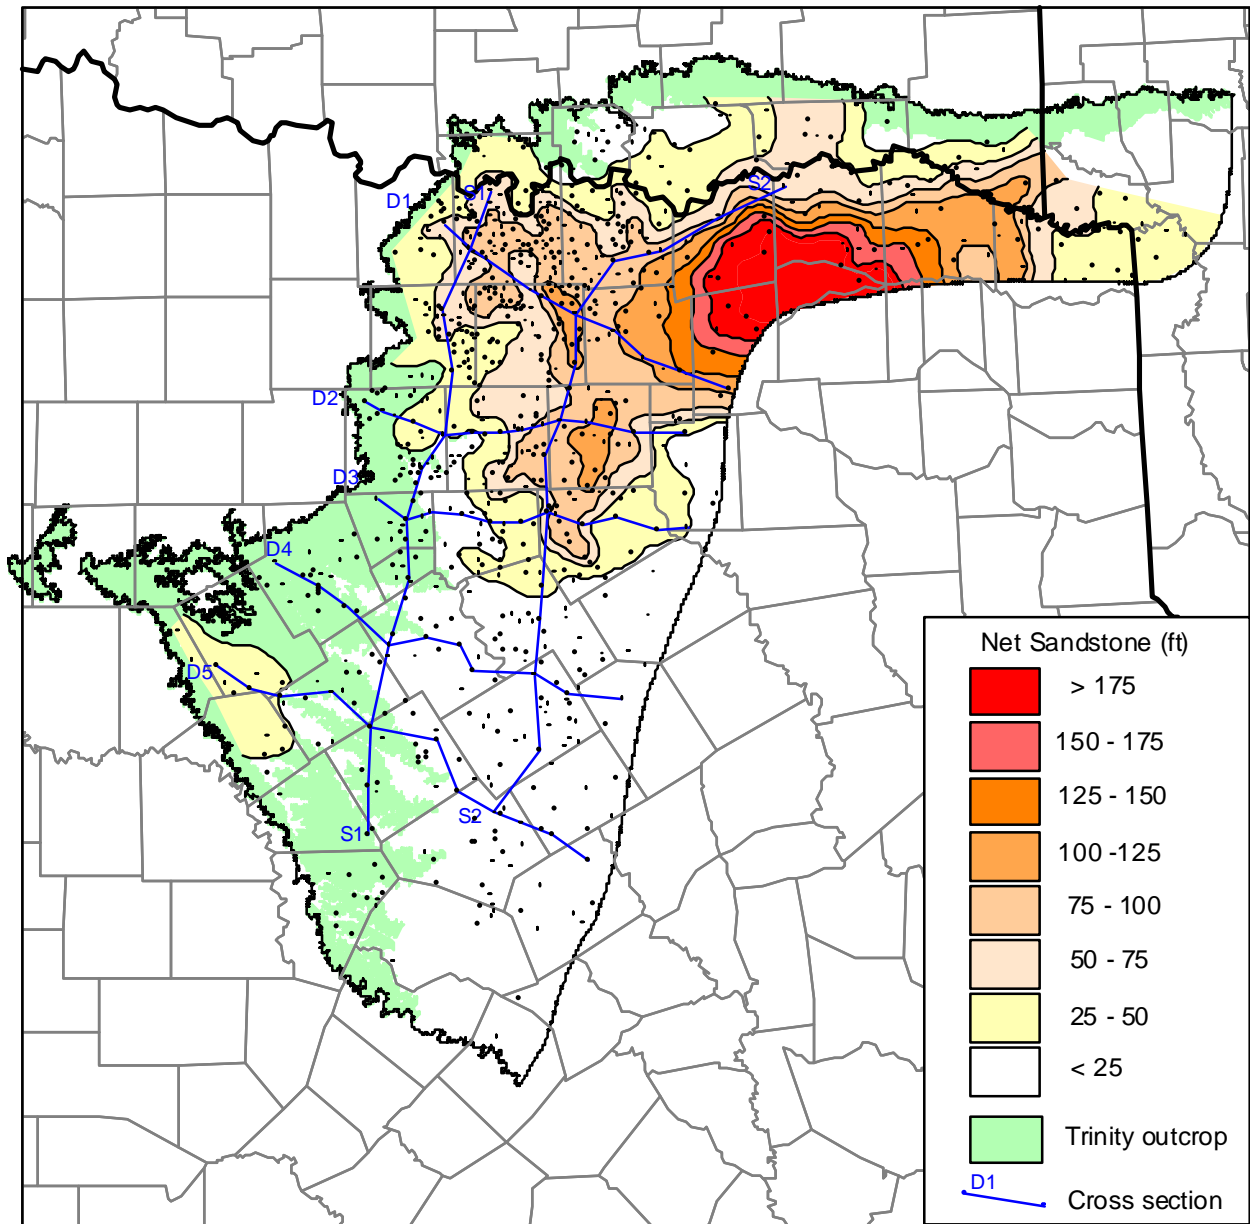 D1
S1
S2
D2
D3
D4
D5
S1
S2
Net Sandstone (ft)
> 175
150 - 175
125 - 150
100 -125
75 - 100
50 - 75
25 - 50
< 25
Trinity outcrop
D1
Cross section